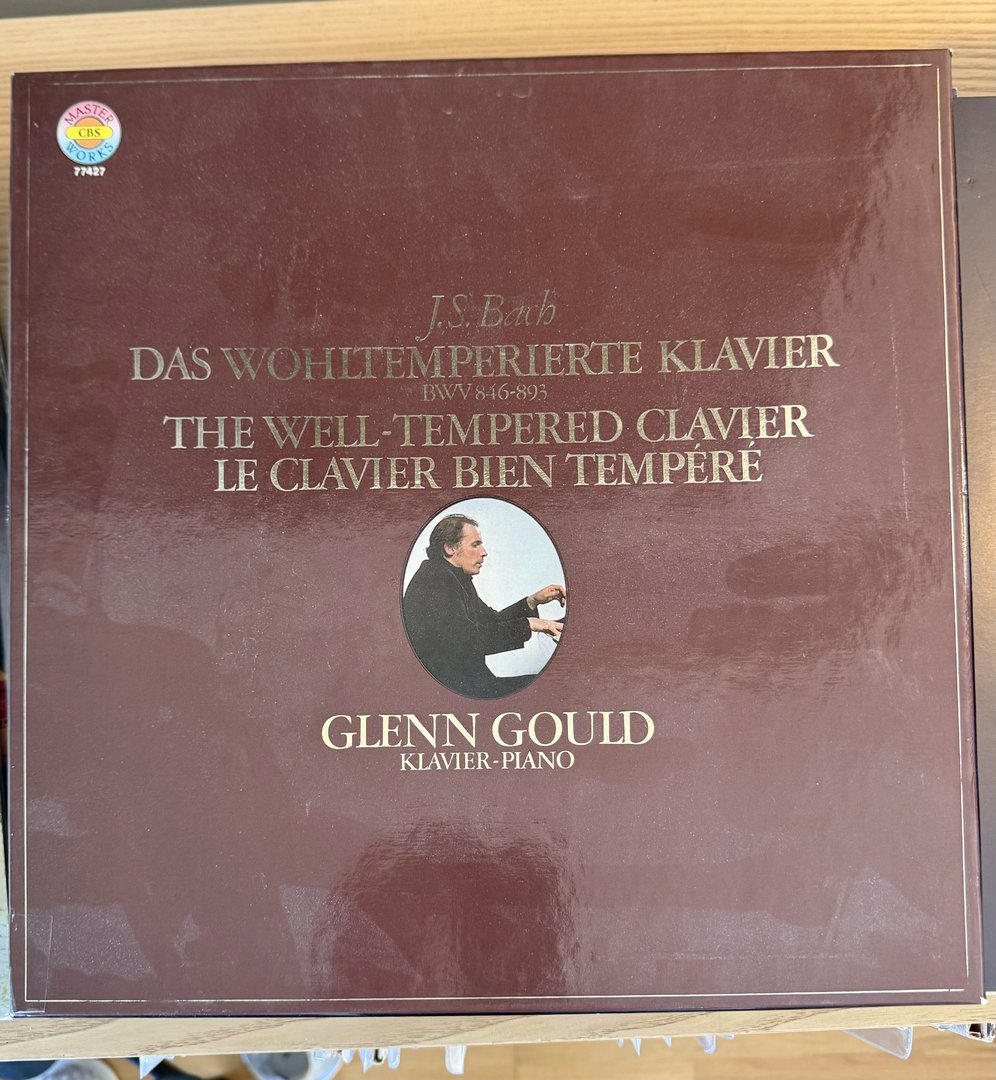 MASTER
CBS
WORKS
77427
J.S. Bach
DAS WOHLTEMPERIERTE KLAVIER
BWV 846-893
THE WELL-TEMPERED CLAVIER
LE CLAVIER BIEN TEMPÉRÉ
GLENN GOULD
KLAVIER-PIANO